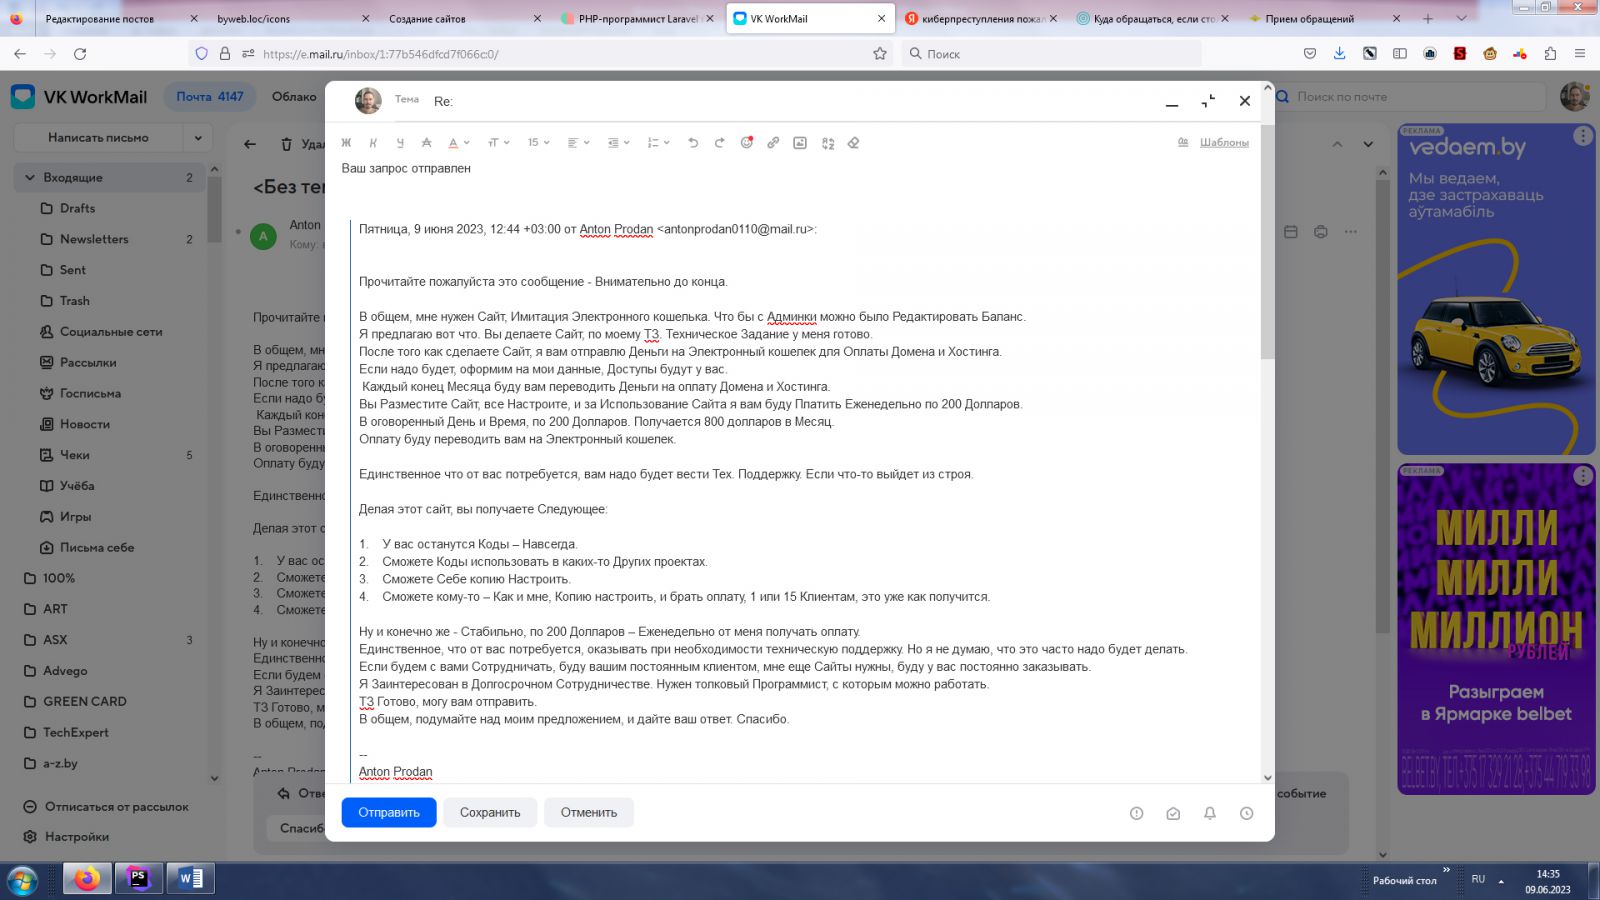 Редактирование постов
byweb.loc/icons
Создание сайтов
PHP-программист Laravel
VK WorkMail
киберпреступления пожал
Куда обращаться, если сто
Прием обращений
https://e.mail.ru/inbox/1:77b546dfcd7f066c:0/
Поиск
VK WorkMail
Почта 4147
Облако
Поиск по почте
Написать письмо
Входящие 2
Drafts
Newsletters 2
Sent
Trash
Социальные сети
Рассылки
Госписьма
Новости
Чеки 5
Учёба
Игры
Письма себе
100%
ART
ASX 3
Advego
GREEN CARD
TechExpert
a-z.by
Отписаться от рассылок
Настройки
Удал
<Без тем
A
Anton
Кому: в
Прочитайте п
В общем, мн
Я предлагаю
После того ка
Если надо бу
Каждый коне
Вы Размести
В оговоренны
Оплату буду
Единственно
Делая этот с
1. У вас ос
2. Сможете
3. Сможете
4. Сможете
Ну и конечно
Единственно
Если будем с
Я Заинтересо
ТЗ Готово, м
В общем, под
--
Anton Prodan
Отве
событие
Спасиб
Тема
Re:
Ж К Ч А А тТ 15
Шаблоны
Ваш запрос отправлен
Пятница, 9 июня 2023, 12:44 +03:00 от Anton Prodan <antonprodan0110@mail.ru>:
Прочитайте пожалуйста это сообщение - Внимательно до конца.
В общем, мне нужен Сайт, Имитация Электронного кошелька. Что бы с Админки можно было Редактировать Баланс.
Я предлагаю вот что. Вы делаете Сайт, по моему ТЗ. Техническое Задание у меня готово.
После того как сделаете Сайт, я вам отправлю Деньги на Электронный кошелек для Оплаты Домена и Хостинга.
Если надо будет, оформим на мои данные, Доступы будут у вас.
Каждый конец Месяца буду вам переводить Деньги на оплату Домена и Хостинга.
Вы Разместите Сайт, все Настроите, и за Использование Сайта я вам буду Платить Еженедельно по 200 Долларов.
В оговоренный День и Время, по 200 Долларов. Получается 800 долларов в Месяц.
Оплату буду переводить вам на Электронный кошелек.
Единственное что от вас потребуется, вам надо будет вести Тех. Поддержку. Если что-то выйдет из строя.
Делая этот сайт, вы получаете Следующее:
1. У вас останутся Коды – Навсегда.
2. Сможете Коды использовать в каких-то Других проектах.
3. Сможете Себе копию Настроить.
4. Сможете кому-то – Как и мне, Копию настроить, и брать оплату, 1 или 15 Клиентам, это уже как получится.
Ну и конечно же - Стабильно, по 200 Долларов – Еженедельно от меня получать оплату.
Единственное, что от вас потребуется, оказывать при необходимости техническую поддержку. Но я не думаю, что это часто надо будет делать.
Если будем с вами Сотрудничать, буду вашим постоянным клиентом, мне еще Сайты нужны, буду у вас постоянно заказывать.
Я Заинтересован в Долгосрочном Сотрудничестве. Нужен толковый Программист, с которым можно работать.
ТЗ Готово, могу вам отправить.
В общем, подумайте над моим предложением, и дайте ваш ответ. Спасибо.
--
Anton Prodan
Отправить
Сохранить
Отменить
РЕКЛАМА
vedaem.by
Мы ведаем,
дзе застрахаваць
аўтамабіль
РЕКЛАМА
МИЛЛИ
МИЛЛИ
МИЛЛИОН
РУБЛЕЙ
Разыграем
в Ярмарке belbet
PS
W
Рабочий стол
RU
14:35
09.06.2023